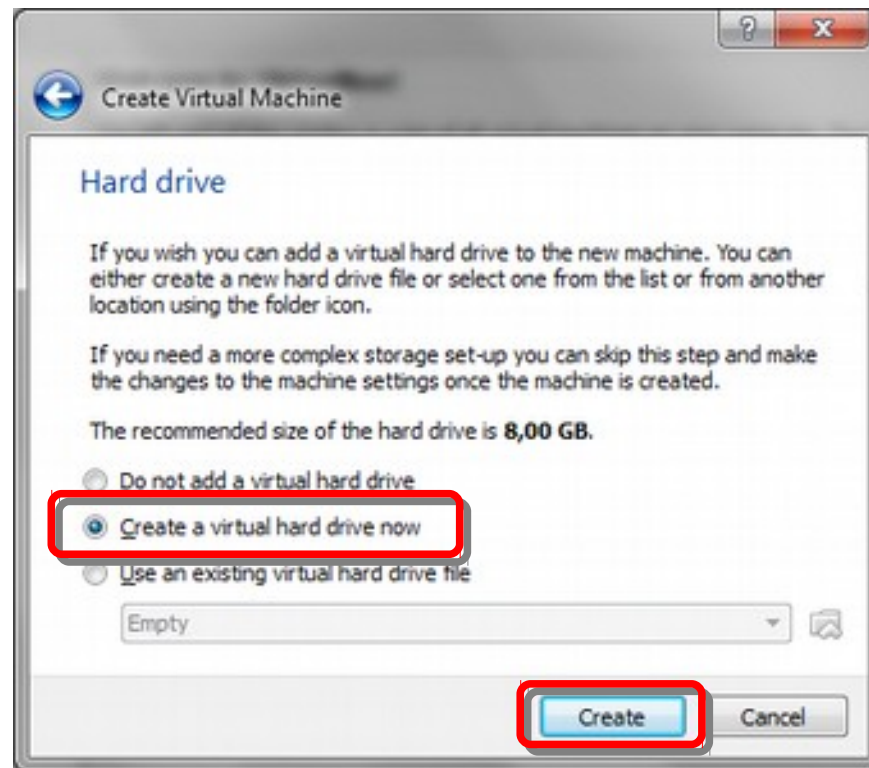 Create Virtual Machine
Hard drive
If you wish you can add a virtual hard drive to the new machine. You can
either create a new hard drive file or select one from the list or from another
location using the folder icon.
If you need a more complex storage set-up you can skip this step and make
the changes to the machine settings once the machine is created.
The recommended size of the hard drive is 8,00 GB.
Do not add a virtual hard drive
Create a virtual hard drive now
Use an existing virtual hard drive file
Empty
Create Cancel